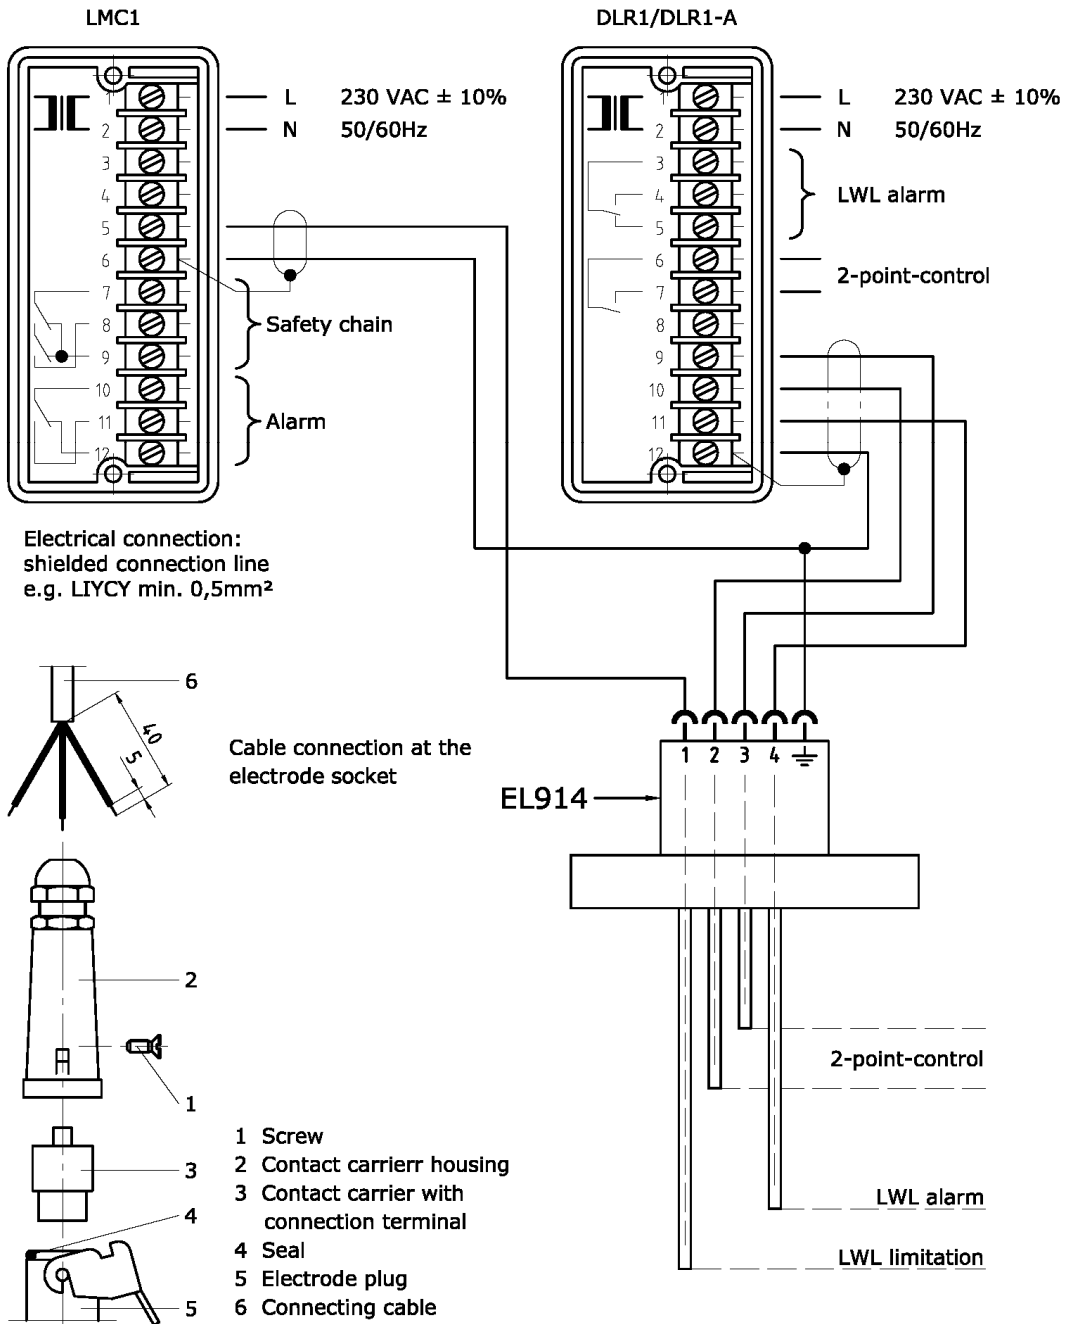 LMC1
1
2
3
4
5
6
7
8
9
10
11
12
L 230 VAC ± 10%
N 50/60Hz
Safety chain
Alarm
DLR1/DLR1-A
1
2
3
4
5
6
7
8
9
10
11
12
L 230 VAC ± 10%
N 50/60Hz
LWL alarm
2-point-control
Electrical connection:
shielded connection line
e.g. LIYCY min. 0,5mm²
6
40
5
Cable connection at the
electrode socket
2
1
3
4
5
1 Screw
2 Contact carrierr housing
3 Contact carrier with
connection terminal
4 Seal
5 Electrode plug
6 Connecting cable
1 2 3 4
EL914
2-point-control
LWL alarm
LWL limitation